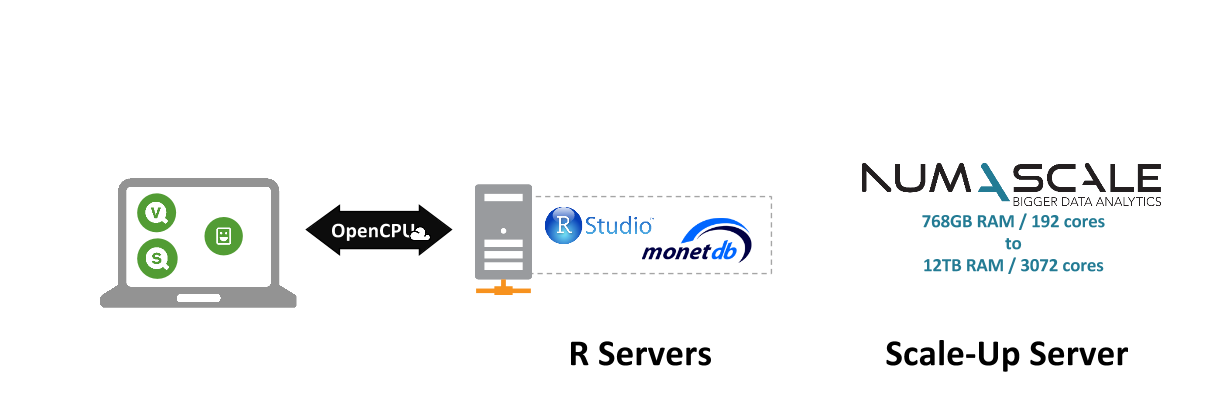 V
S
OpenCPU
R Studio™
monetdb
NUMASCALE
BIGGER DATA ANALYTICS
768GB RAM / 192 cores
to
12TB RAM / 3072 cores
R Servers
Scale-Up Server